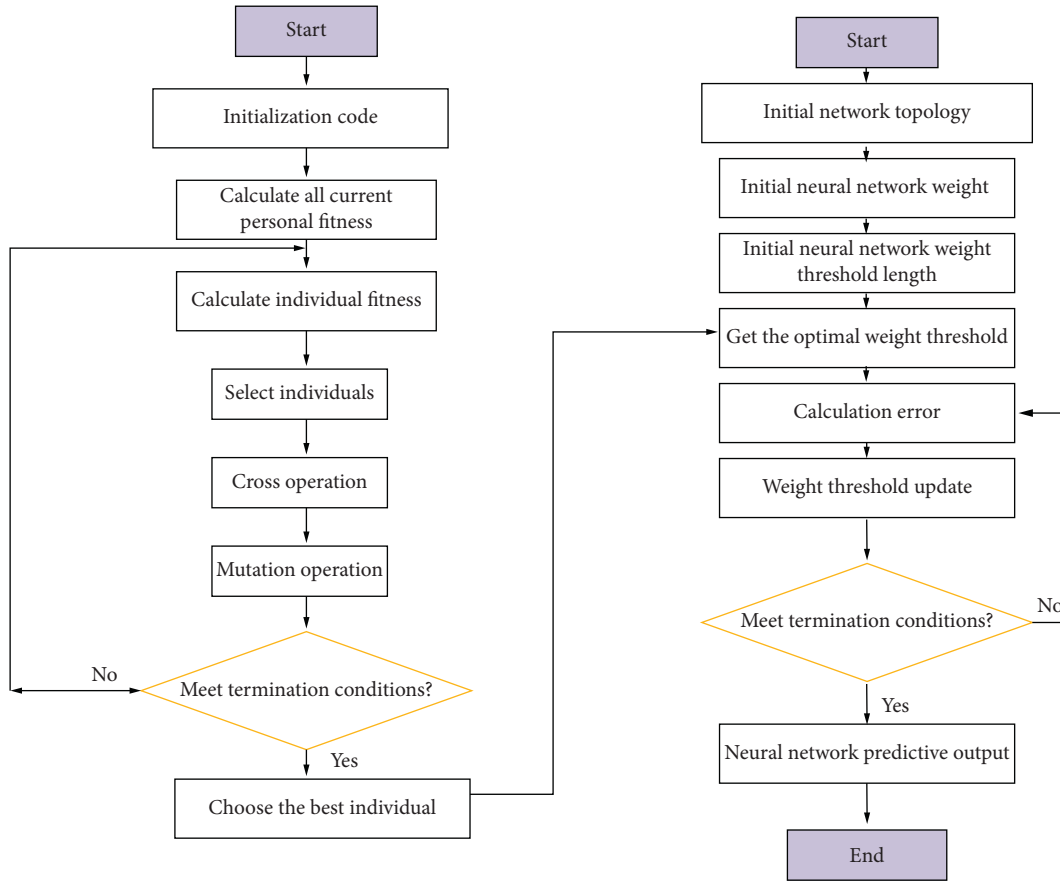 Start
Initialization code
Calculate all current
personal fitness
Calculate individual fitness
Select individuals
Cross operation
Mutation operation
No
Meet termination conditions?
Yes
Choose the best individual
Start
Initial network topology
Initial neural network weight
Initial neural network weight
threshold length
Get the optimal weight threshold
Calculation error
Weight threshold update
Meet termination conditions?
No
Yes
Neural network predictive output
End